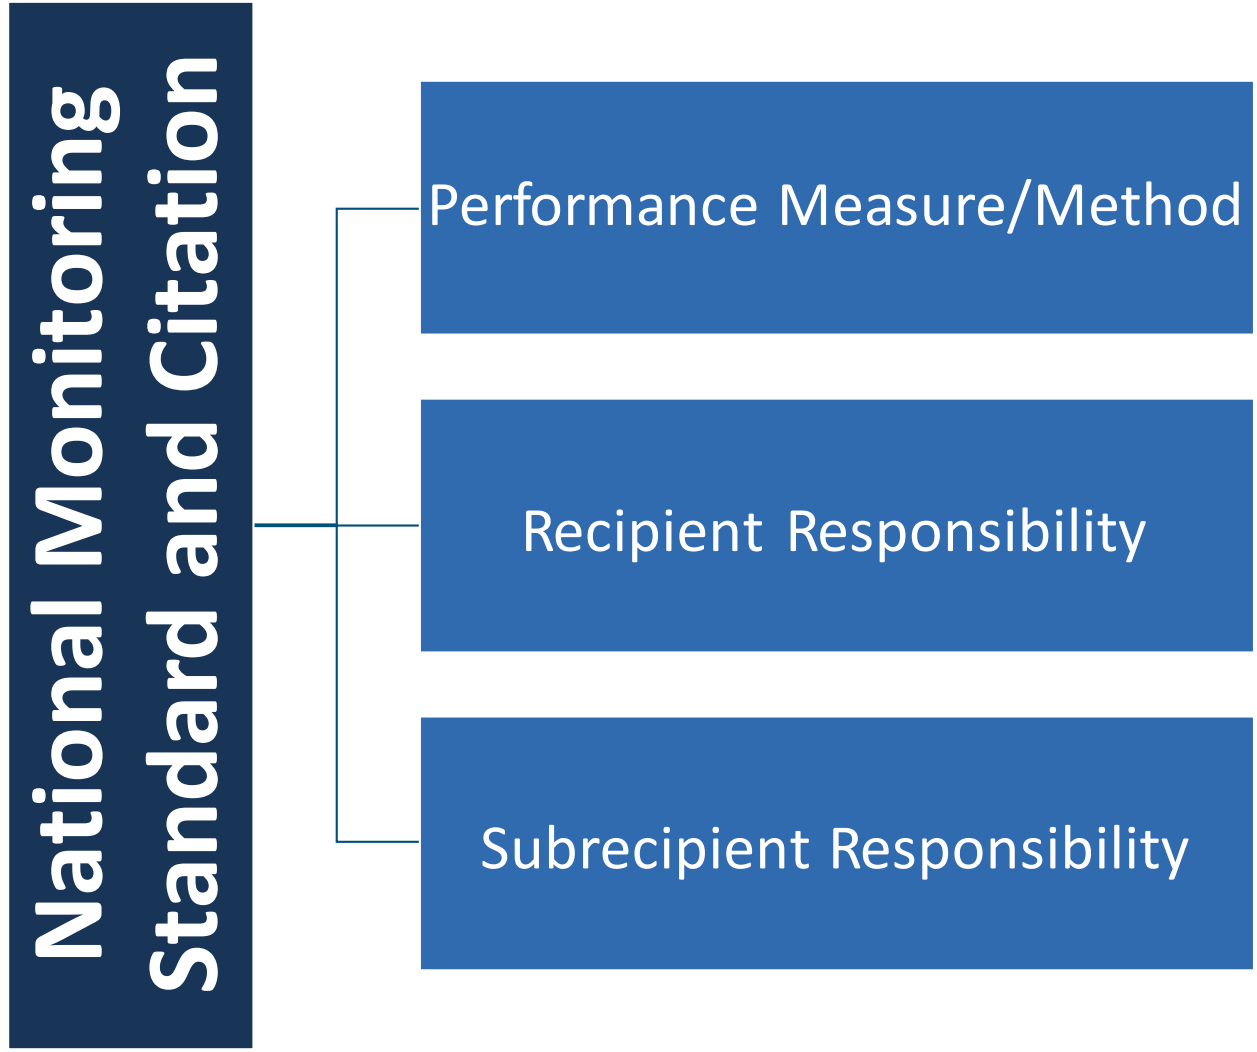 National Monitoring
Standard and Citation
Performance Measure/Method
Recipient Responsibility
Subrecipient Responsibility